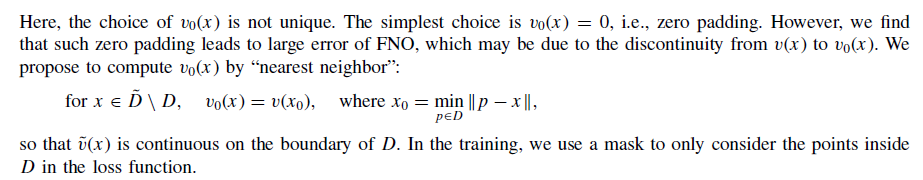 Here, the choice of v₀(x) is not unique. The simplest choice is v₀(x) = 0, i.e., zero padding. However, we find
that such zero padding leads to large error of FNO, which may be due to the discontinuity from v(x) to v₀(x). We
propose to compute v₀(x) by “nearest neighbor”:
for x ∈ D̃ \ D, v₀(x) = v(x₀), where x₀ = min_{p∈D} ‖p − x‖,
so that ṽ(x) is continuous on the boundary of D. In the training, we use a mask to only consider the points inside
D in the loss function.